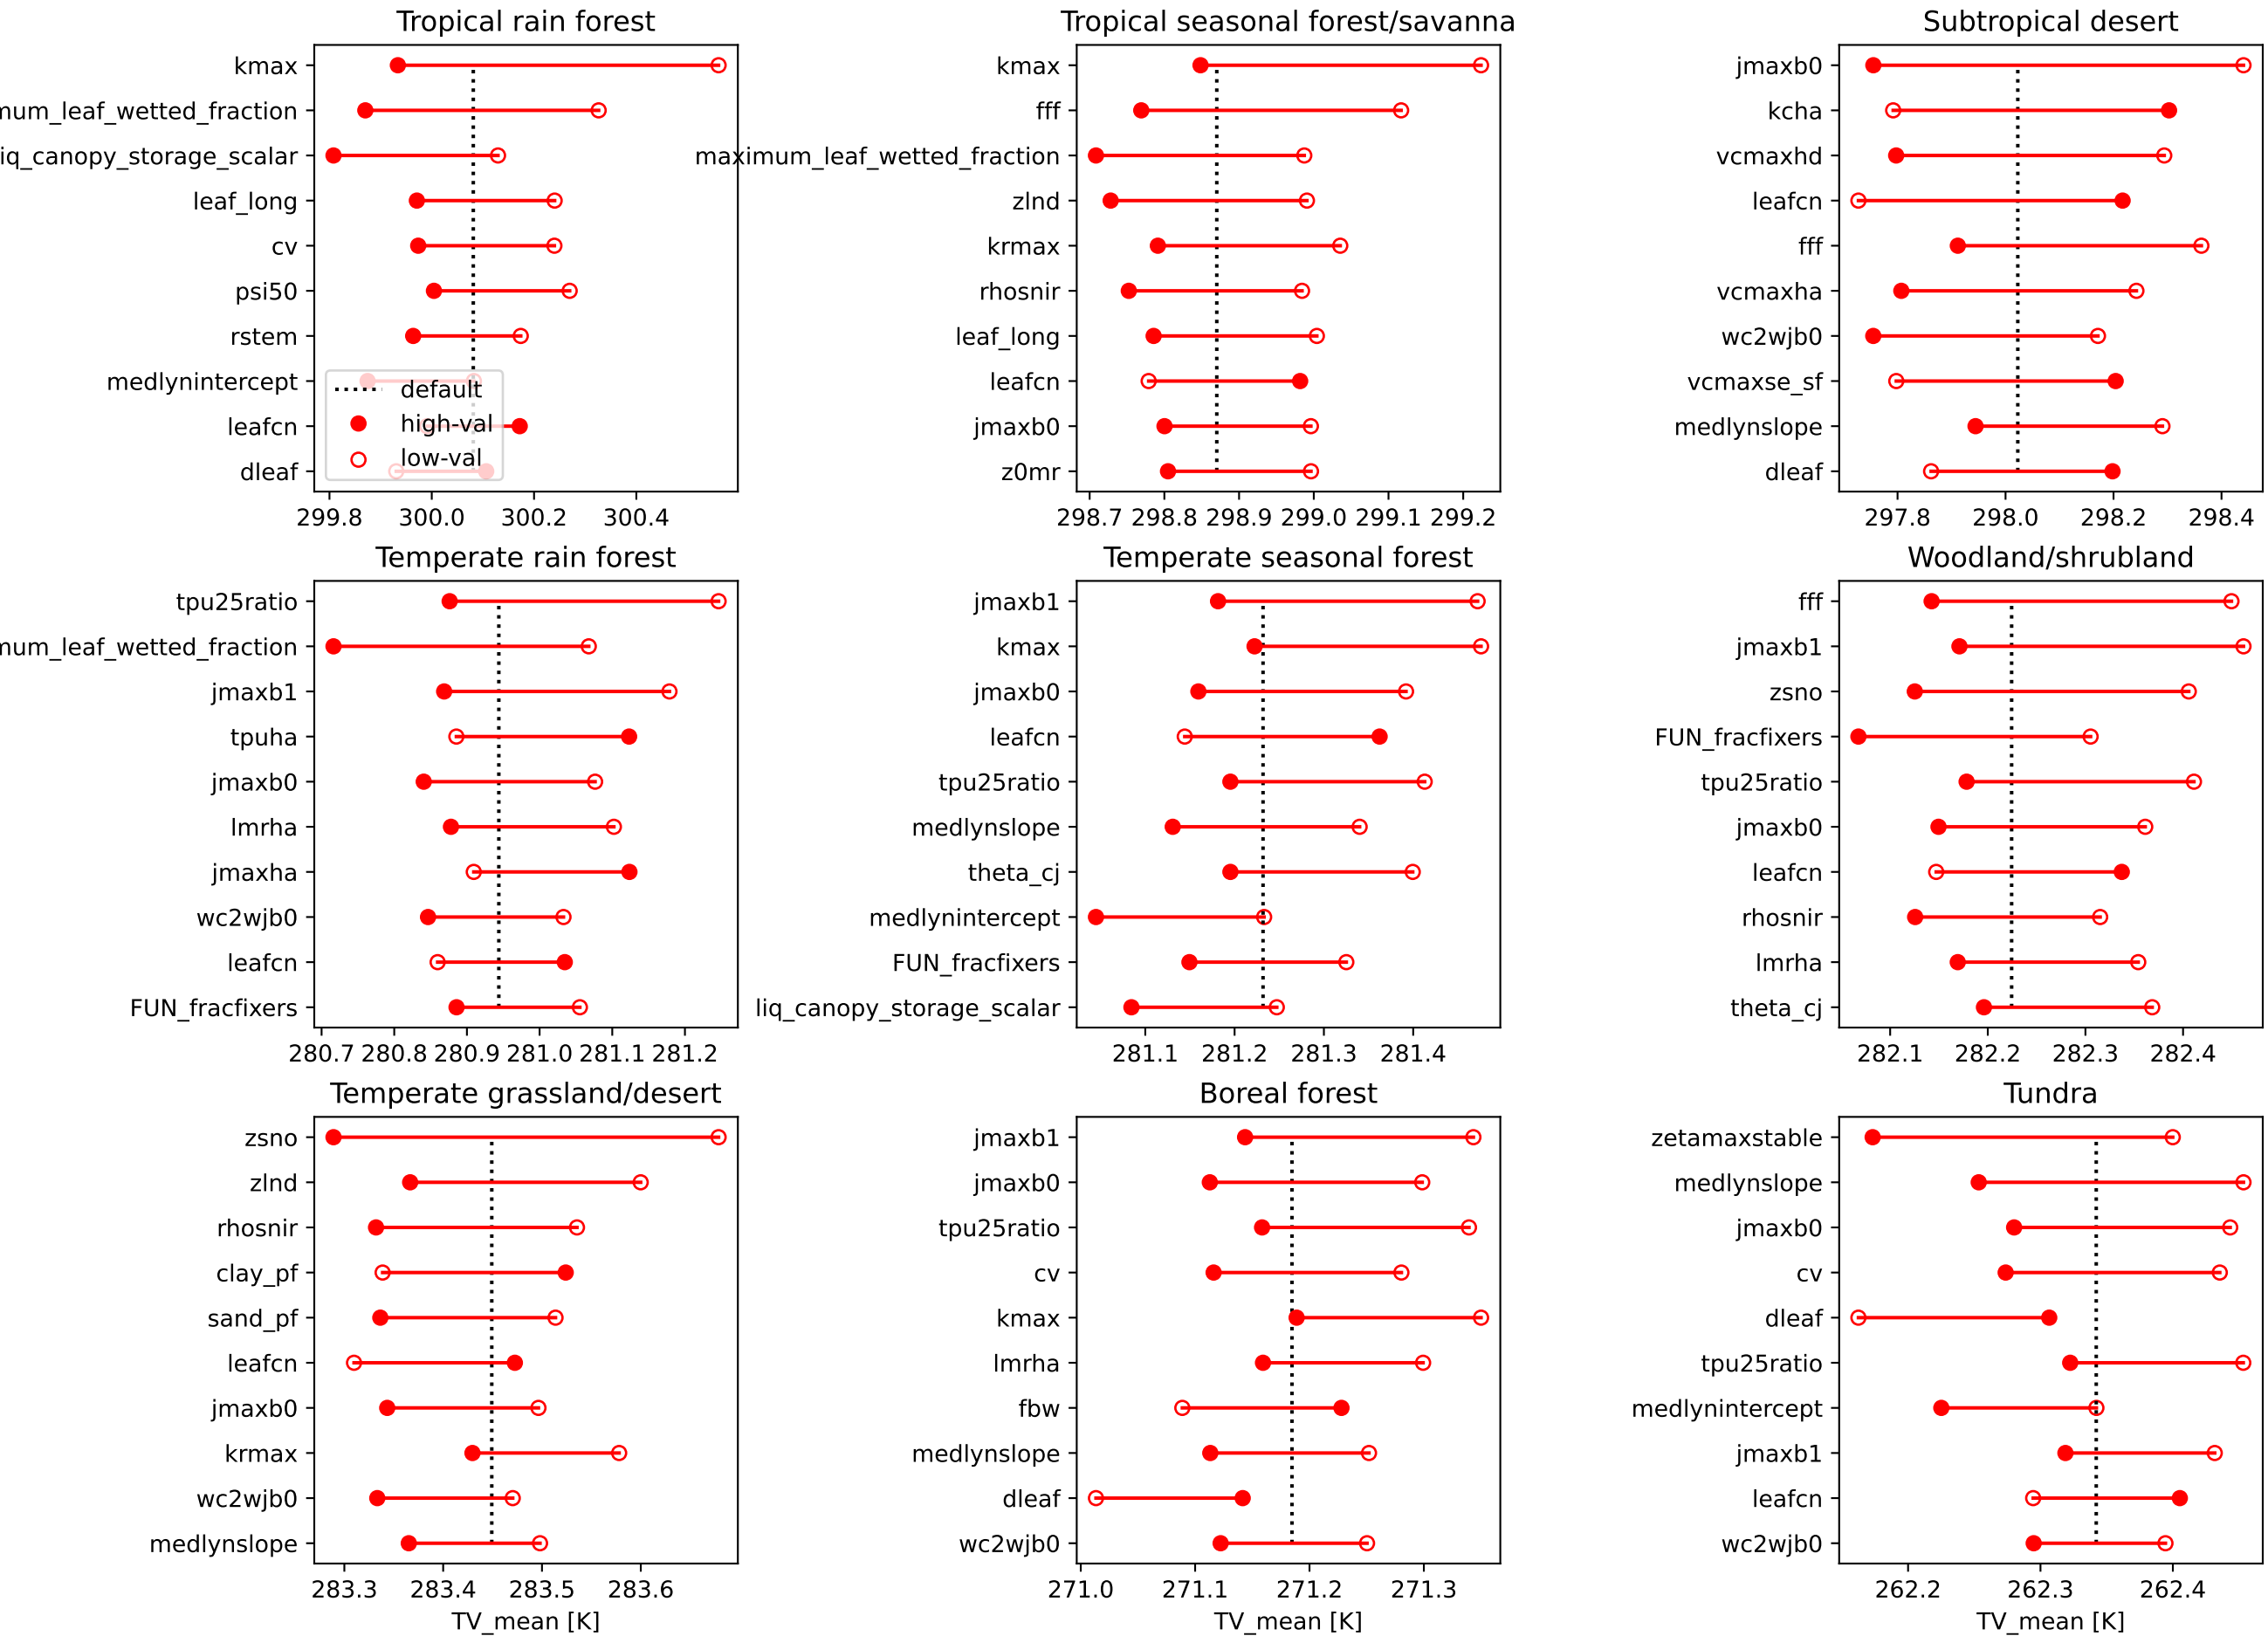 Tropical rain forest
kmax
mum_leaf_wetted_fraction
liq_canopy_storage_scalar
leaf_long
cv
psi50
rstem
medlynintercept
leafcn
dleaf
default
high-val
low-val
299.8 300.0 300.2 300.4
Tropical seasonal forest/savanna
kmax
fff
maximum_leaf_wetted_fraction
zlnd
krmax
rhosnir
leaf_long
leafcn
jmaxb0
z0mr
298.7 298.8 298.9 299.0 299.1 299.2
Subtropical desert
jmaxb0
kcha
vcmaxhd
leafcn
fff
vcmaxha
wc2wjb0
vcmaxse_sf
medlynslope
dleaf
297.8 298.0 298.2 298.4
Temperate rain forest
tpu25ratio
mum_leaf_wetted_fraction
jmaxb1
tpuha
jmaxb0
lmrha
jmaxha
wc2wjb0
leafcn
FUN_fracfixers
280.7 280.8 280.9 281.0 281.1 281.2
Temperate seasonal forest
jmaxb1
kmax
jmaxb0
leafcn
tpu25ratio
medlynslope
theta_cj
medlynintercept
FUN_fracfixers
liq_canopy_storage_scalar
281.1 281.2 281.3 281.4
Woodland/shrubland
fff
jmaxb1
zsno
FUN_fracfixers
tpu25ratio
jmaxb0
leafcn
rhosnir
lmrha
theta_cj
282.1 282.2 282.3 282.4
Temperate grassland/desert
zsno
zlnd
rhosnir
clay_pf
sand_pf
leafcn
jmaxb0
krmax
wc2wjb0
medlynslope
283.3 283.4 283.5 283.6
TV_mean [K]
Boreal forest
jmaxb1
jmaxb0
tpu25ratio
cv
kmax
lmrha
fbw
medlynslope
dleaf
wc2wjb0
271.0 271.1 271.2 271.3
TV_mean [K]
Tundra
zetamaxstable
medlynslope
jmaxb0
cv
dleaf
tpu25ratio
medlynintercept
jmaxb1
leafcn
wc2wjb0
262.2 262.3 262.4
TV_mean [K]